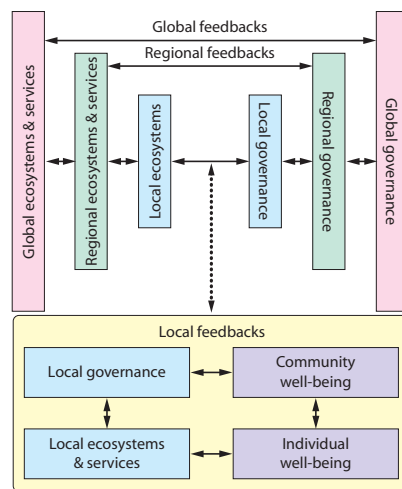 Global feedbacks
Regional feedbacks
Global ecosystems & services
Regional ecosystems & services
Local ecosystems
Local governance
Regional governance
Global governance
Local feedbacks
Local governance
Community
well-being
Local ecosystems
& services
Individual
well-being